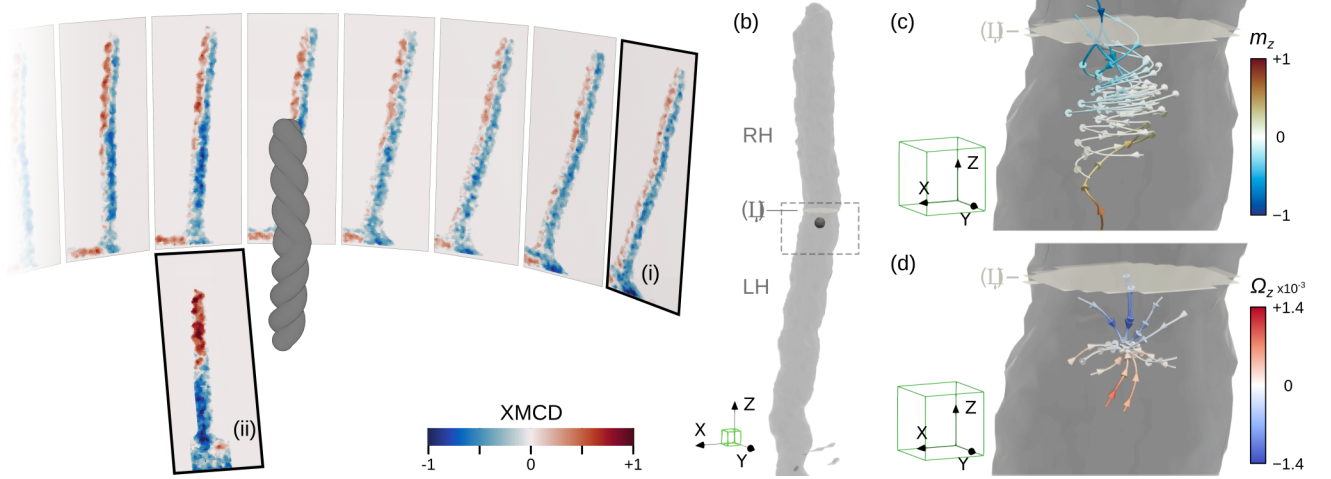 (i)
(ii)
XMCD
-1
0
+1
(b)
RH
LH
X
Z
Y
(c)
m_z
+1
0
−1
Z
X
Y
(d)
Ω_z x10⁻³
+1.4
0
−1.4
Z
X
Y